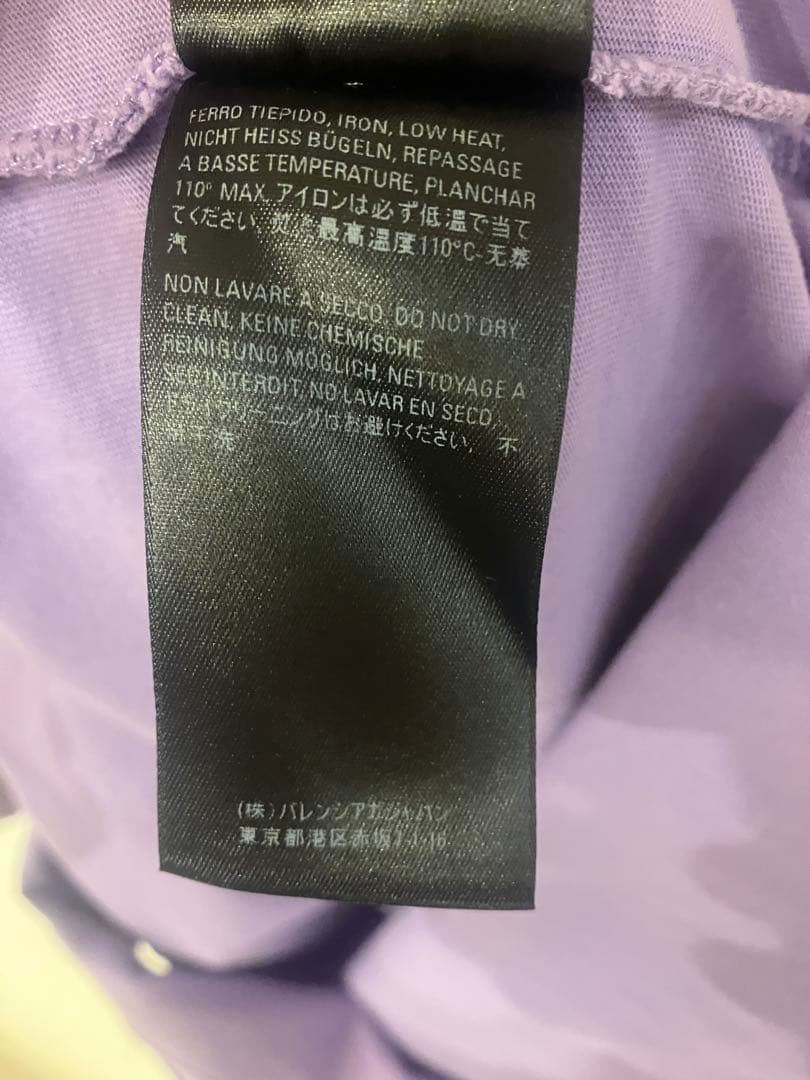 FERRO TIEPIDO, IRON, LOW HEAT,
NICHT HEISS BÜGELN, REPASSAGE
A BASSE TEMPERATURE, PLANCHAR
110° MAX. アイロンは必ず低温で当て
てください. 熨烫最高温度110°C-无蒸
汽
NON LAVARE A SECCO, DO NOT DRY
CLEAN, KEINE CHEMISCHE
REINIGUNG MÖGLICH, NETTOYAGE A
SEC INTERDIT, NO LAVAR EN SECO,
ドライクリーニングはお避けください, 不
可干洗
(株)バレンシアガジャパン
東京都港区赤坂